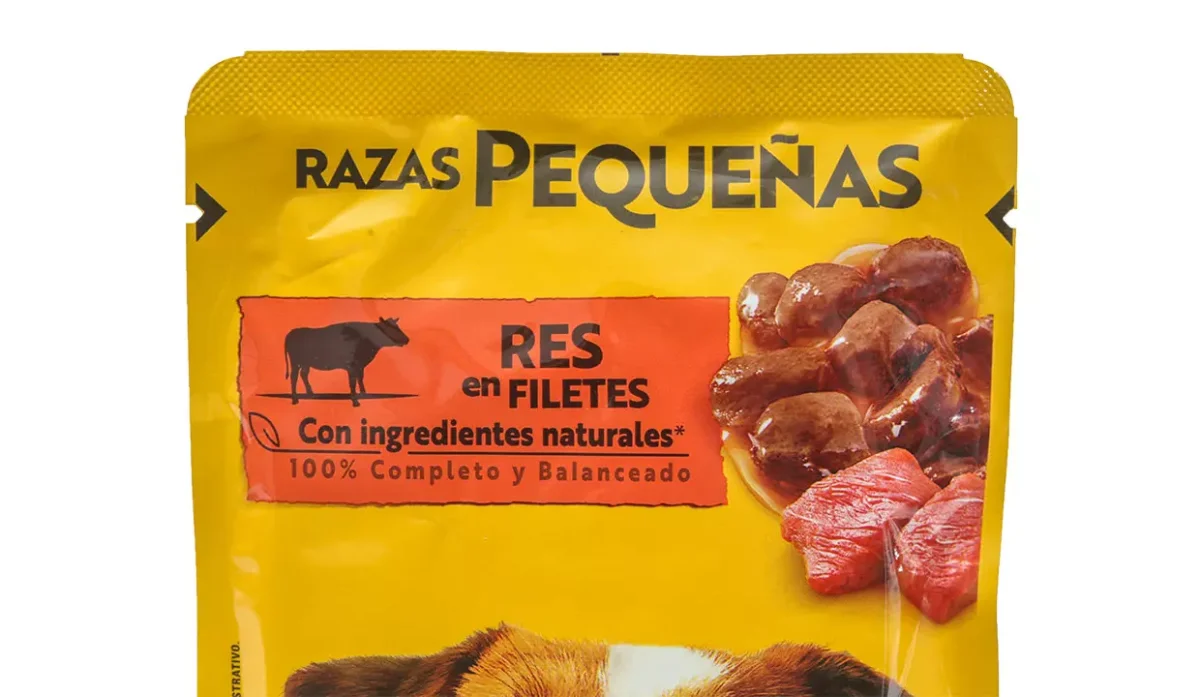 RAZAS PEQUEÑAS
RES
en FILETES
Con ingredientes naturales*
100% Completo y Balanceado